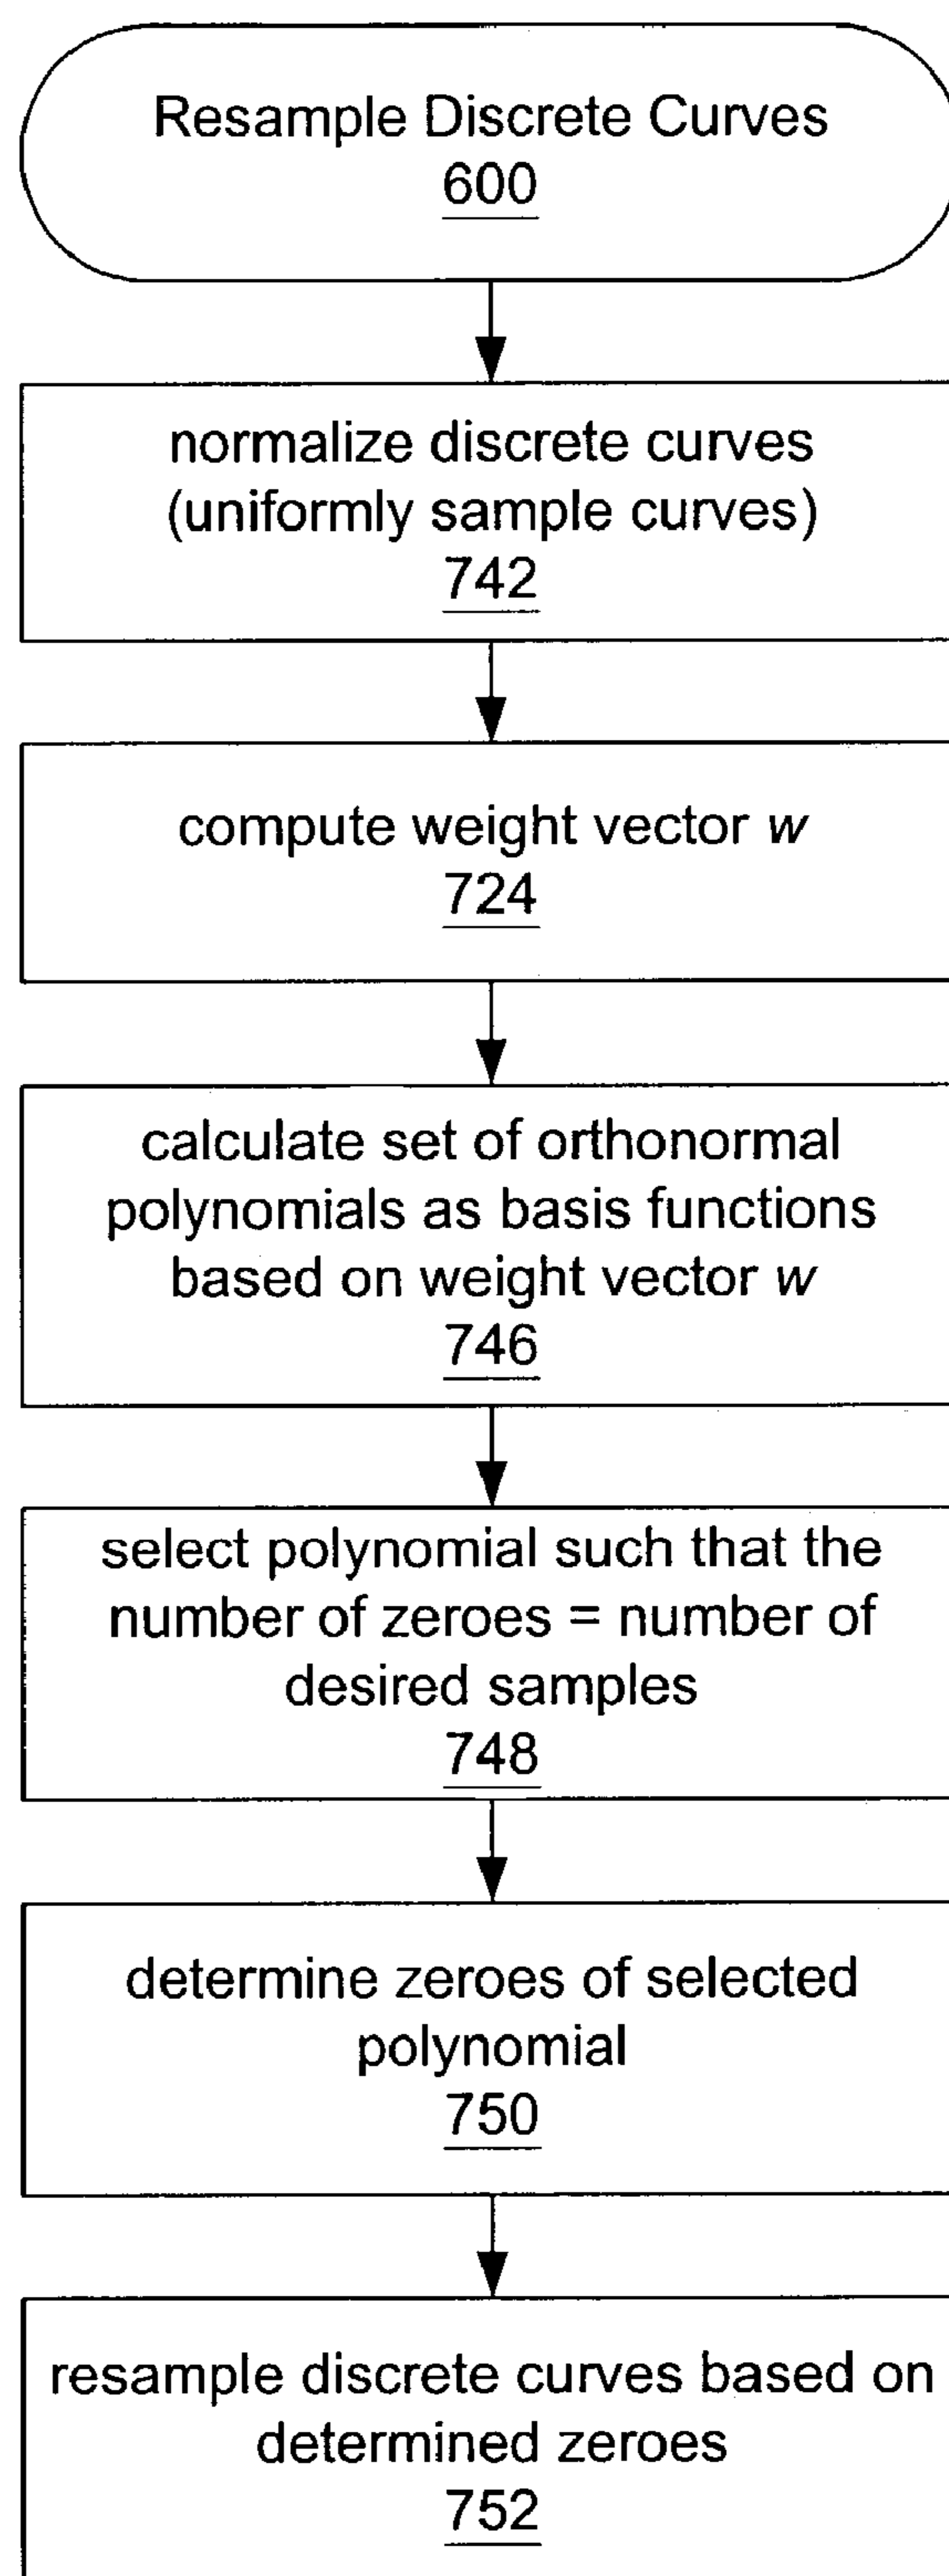 Resample Discrete Curves
600
normalize discrete curves
(uniformly sample curves)
742
compute weight vector w
724
calculate set of orthonormal
polynomials as basis functions
based on weight vector w
746
select polynomial such that the
number of zeroes = number of
desired samples
748
determine zeroes of selected
polynomial
750
resample discrete curves based on
determined zeroes
752